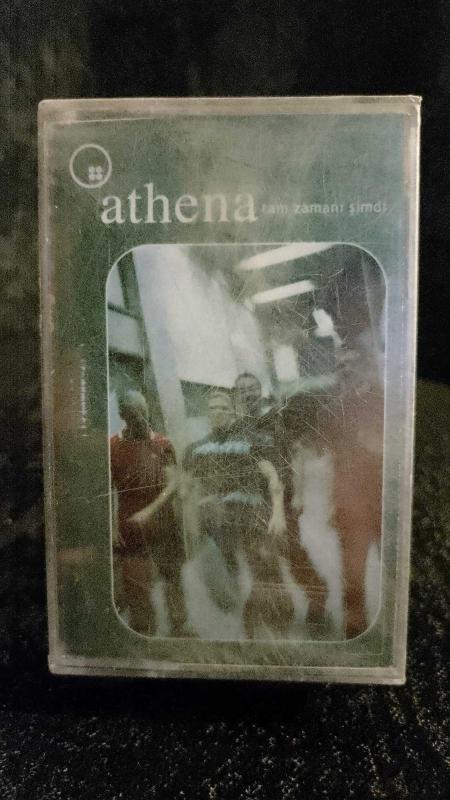 athena tam zamanı şimdi